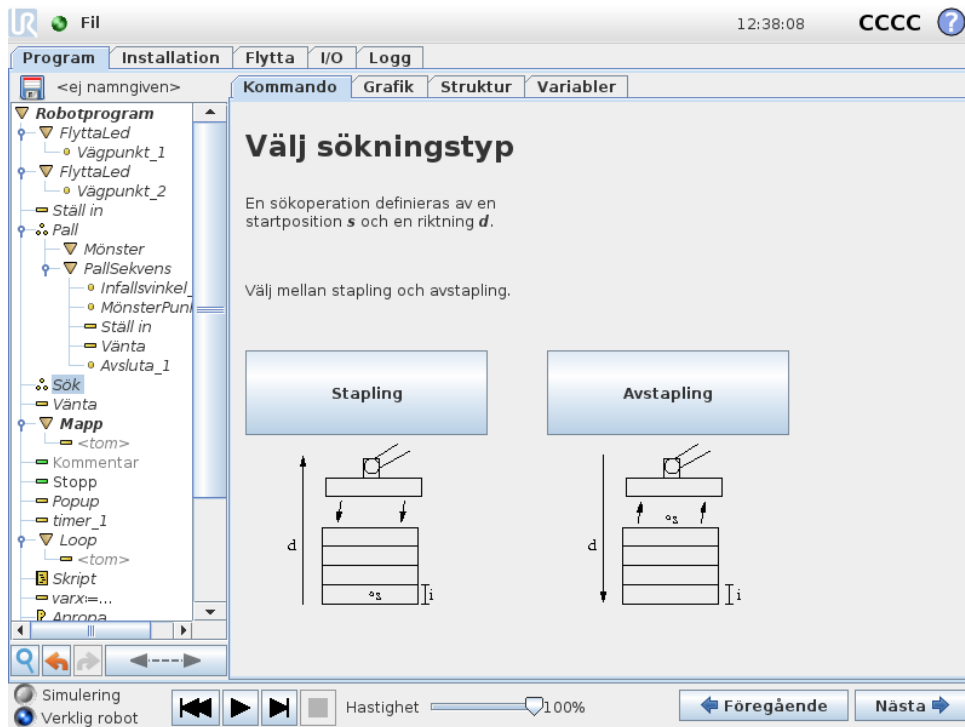 UR Fil 12:38:08 CCCC ?
Program Installation Flytta I/O Logg
<ej namngiven>
Kommando Grafik Struktur Variabler
Robotprogram
FlyttaLed
Vägpunkt_1
FlyttaLed
Vägpunkt_2
Ställ in
Pall
Mönster
PallSekvens
Infallsvinkel_
MönsterPun
Ställ in
Vänta
Avsluta_1
Sök
Vänta
Mapp
<tom>
Kommentar
Stopp
Popup
timer_1
Loop
<tom>
Skript
varx:=...
P Anropa
Välj sökningstyp
En sökoperation definieras av en
startposition s och en riktning d.
Välj mellan stapling och avstapling.
Stapling
Avstapling
d
s
i
d
s
i
Simulering
Verklig robot
Hastighet 100%
Föregående
Nästa